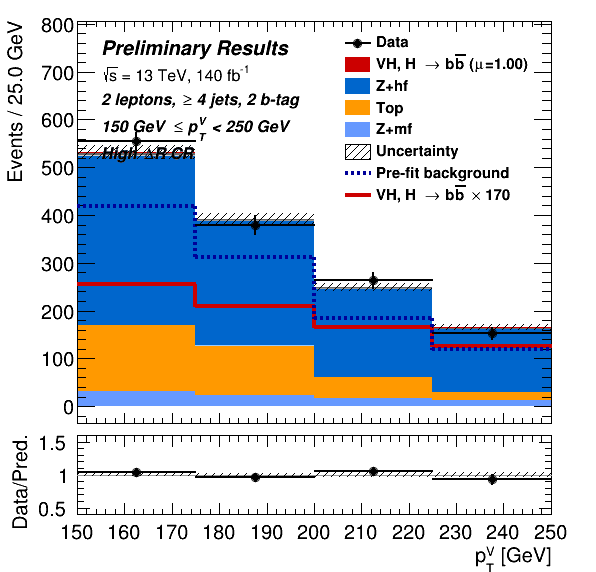 Events / 25.0 GeV
800
700
600
500
400
300
200
100
0
Preliminary Results
√s = 13 TeV, 140 fb⁻¹
2 leptons, ≥ 4 jets, 2 b-tag
150 GeV ≤ p_T^V < 250 GeV
High ΔR CR
Data
VH, H → bb̅ (μ=1.00)
Z+hf
Top
Z+mf
Uncertainty
Pre-fit background
VH, H → bb̅ × 170
Data/Pred.
1.5
1
0.5
150 160 170 180 190 200 210 220 230 240 250
p_T^V [GeV]